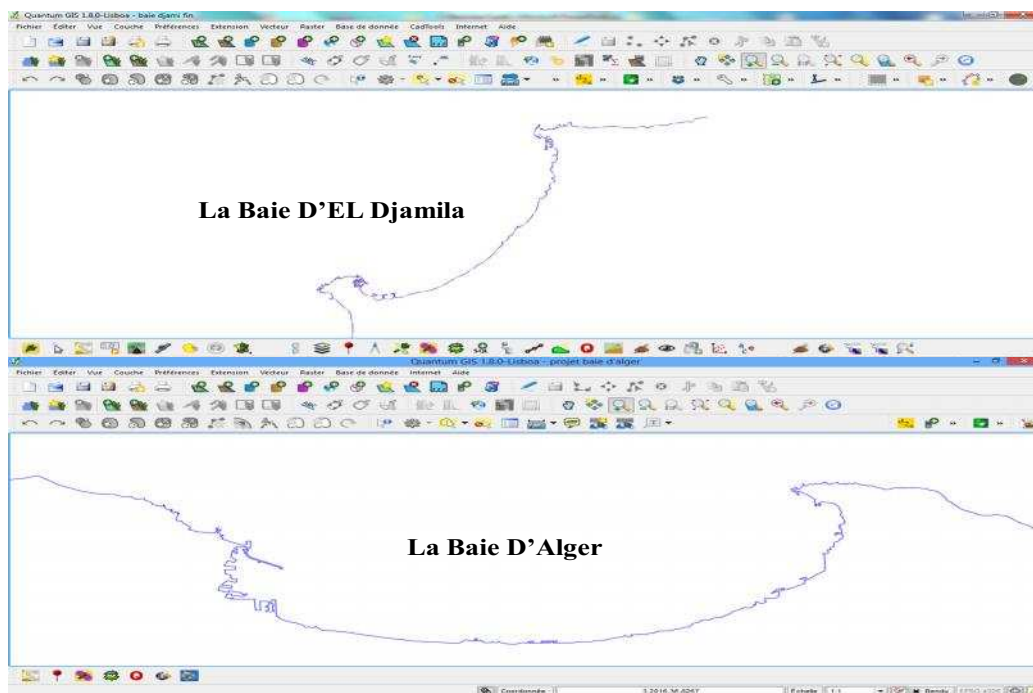 Quantum GIS 1.8.0-Lisboa - baie djami fin
Fichier Editer Vue Couche Préférences Extension Vecteur Raster Base de donnée CadTools Internet Aide
La Baie D’EL Djamila
Quantum GIS 1.8.0-Lisboa - projet baie d'alger
Fichier Editer Vue Couche Préférences Extension Vecteur Raster Base de donnée Internet Aide
La Baie D’Alger
Coordonnée : Echelle 1:1 Rendu